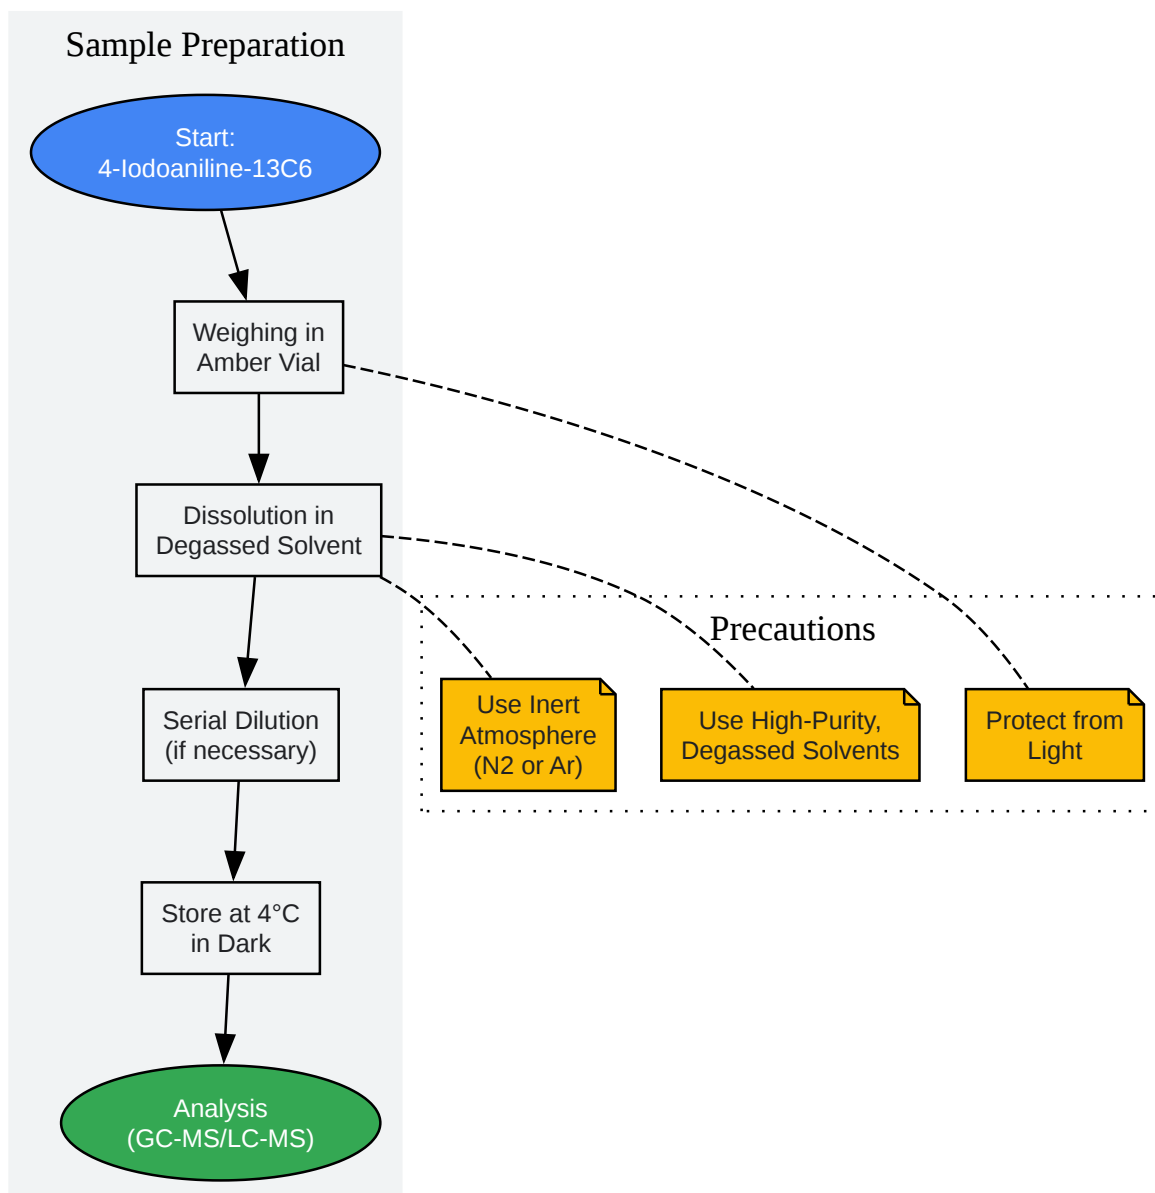 Sample Preparation
Start:
4-Iodoaniline-13C6
Weighing in
Amber Vial
Dissolution in
Degassed Solvent
Precautions
Use Inert
Atmosphere
(N2 or Ar)
Use High-Purity,
Degassed Solvents
Protect from
Light
Serial Dilution
(if necessary)
Store at 4°C
in Dark
Analysis
(GC-MS/LC-MS)